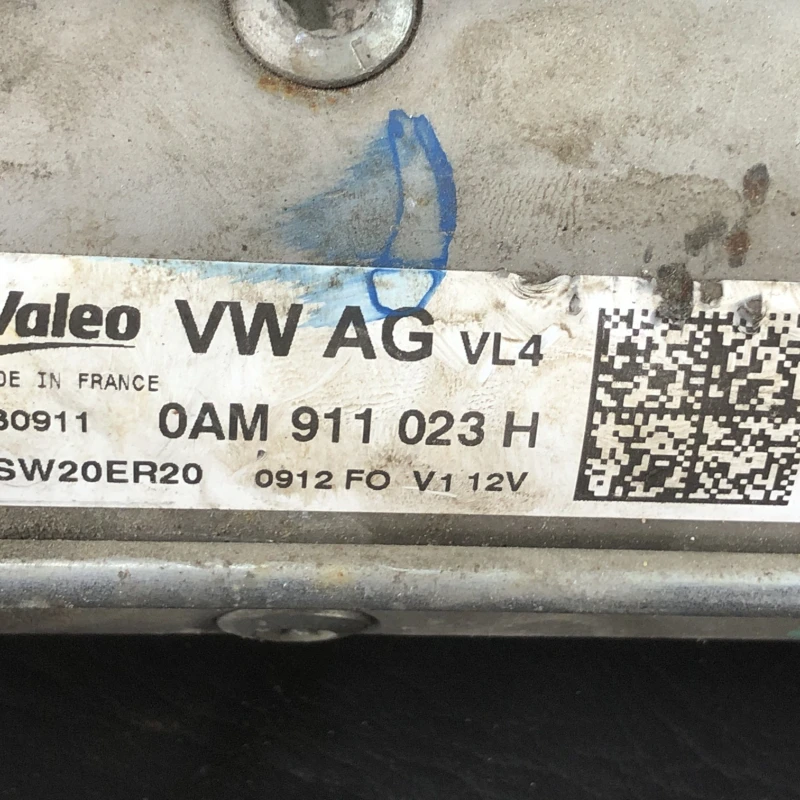 Valeo VW AG VL4
DE IN FRANCE
30911 0AM 911 023 H
SW20ER20 0912 FO V1 12V